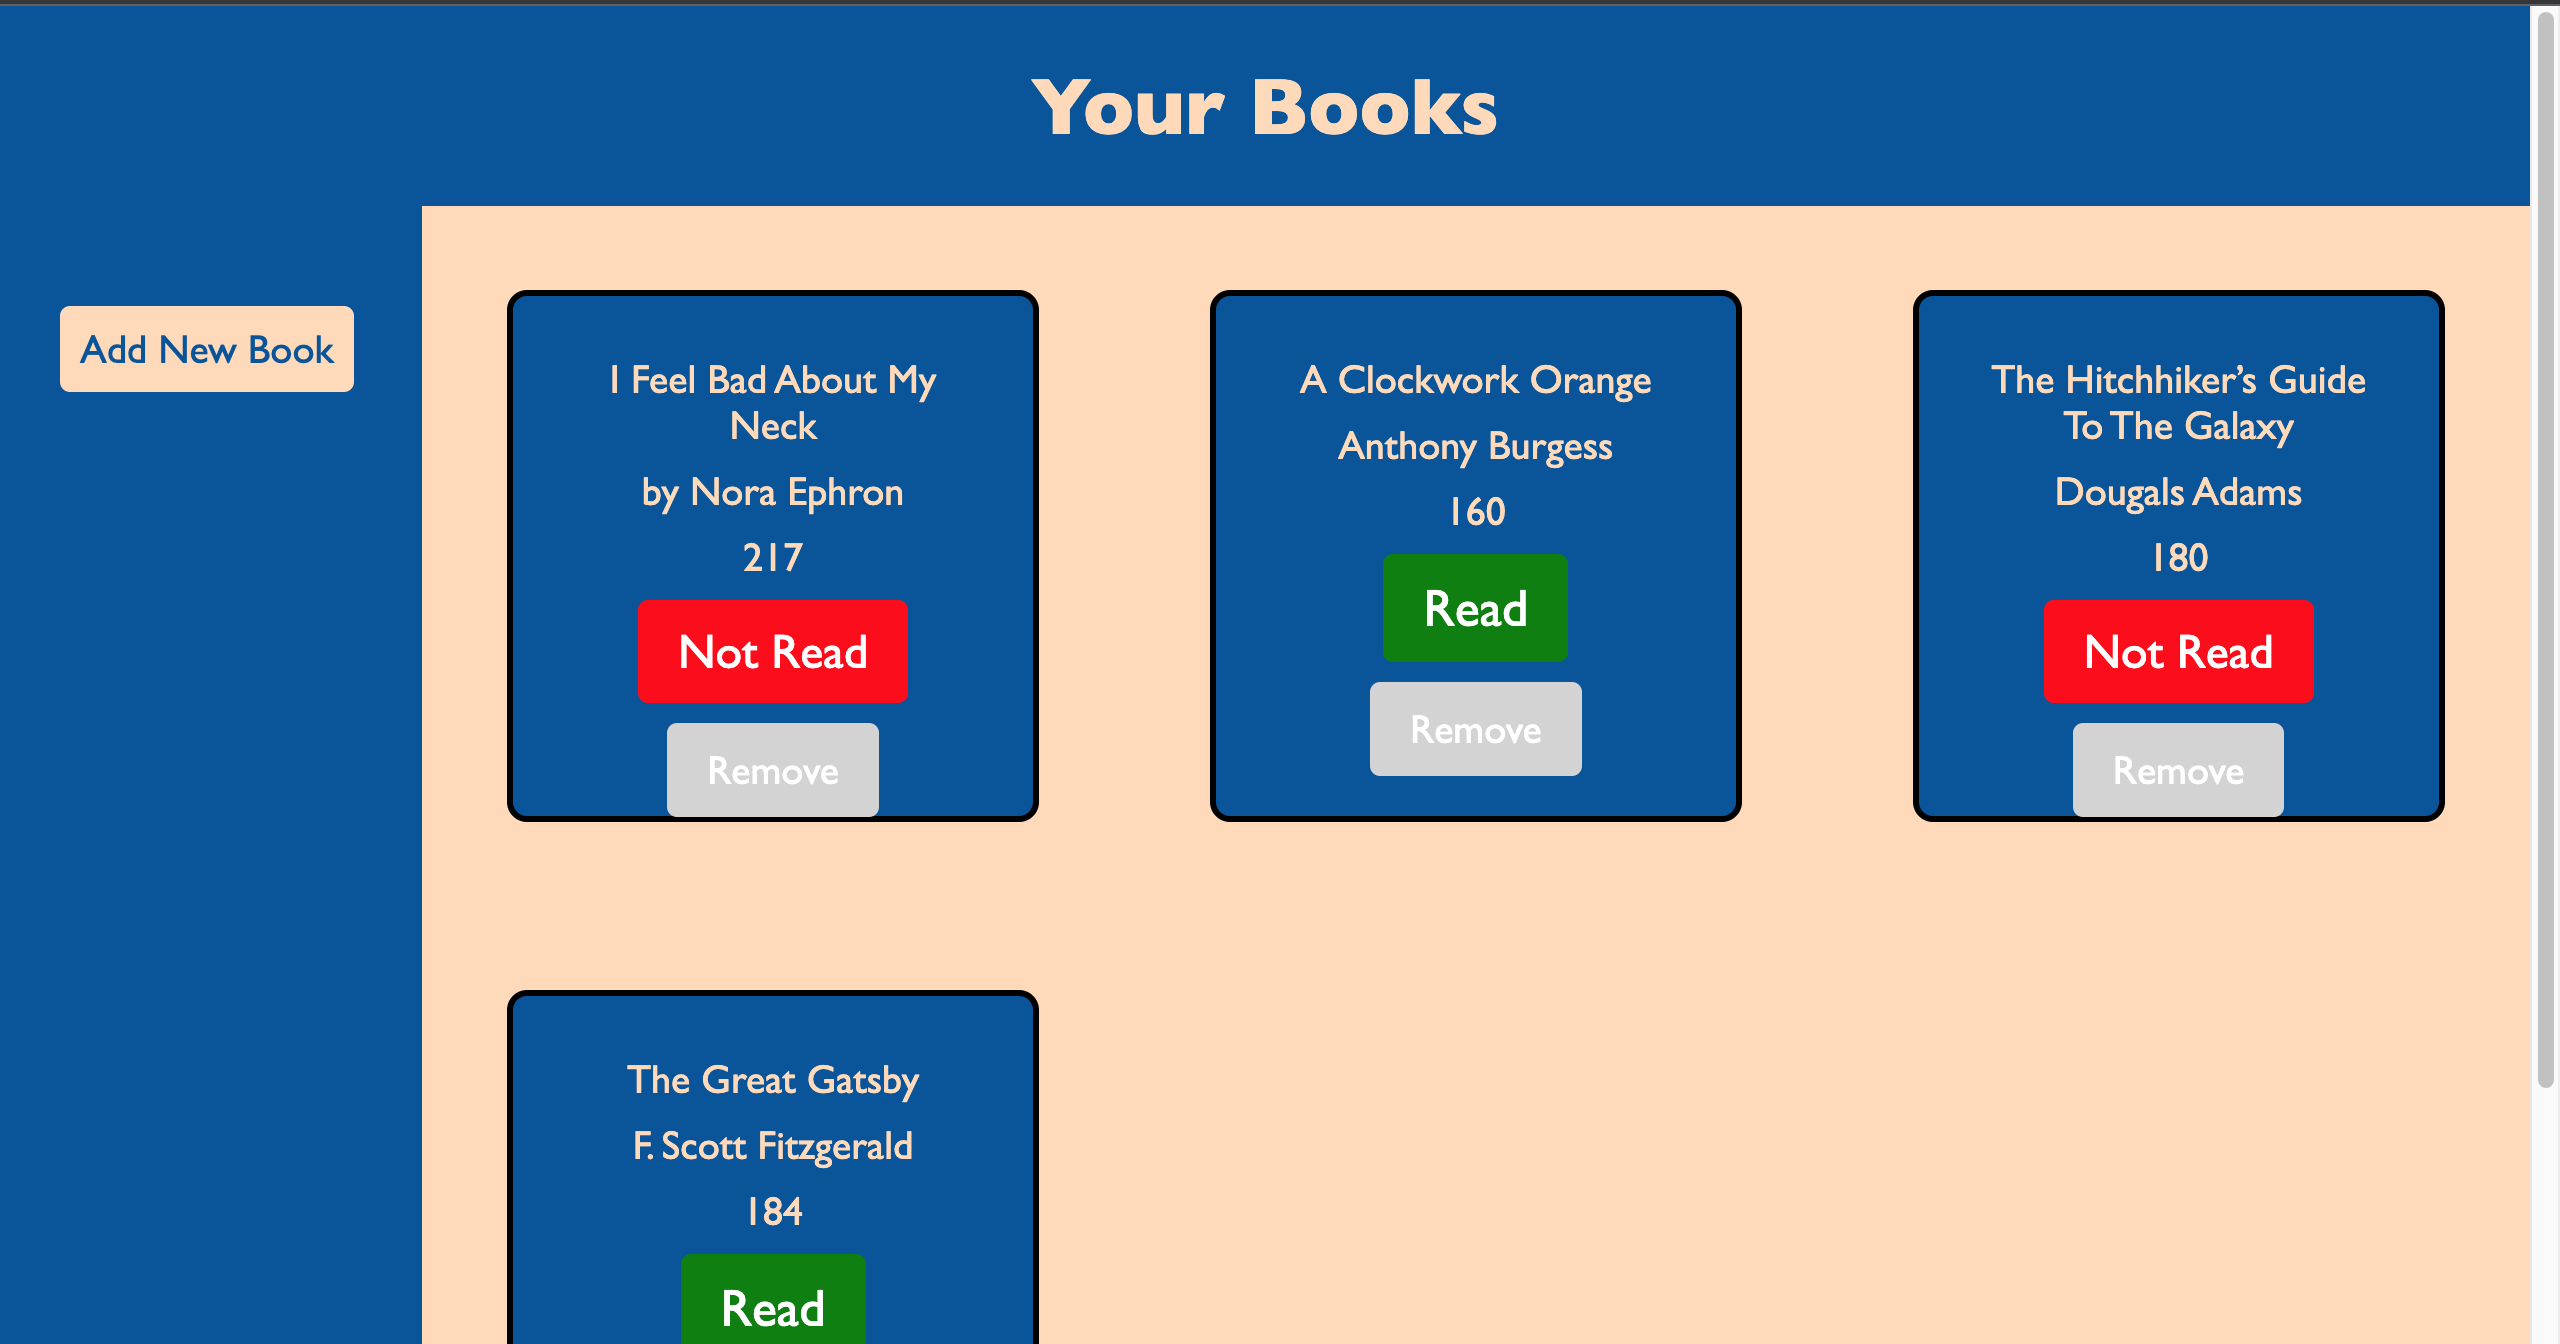 Your Books
Add New Book
I Feel Bad About My
Neck
by Nora Ephron
217
Not Read
Remove
A Clockwork Orange
Anthony Burgess
160
Read
Remove
The Hitchhiker’s Guide
To The Galaxy
Dougals Adams
180
Not Read
Remove
The Great Gatsby
F. Scott Fitzgerald
184
Read